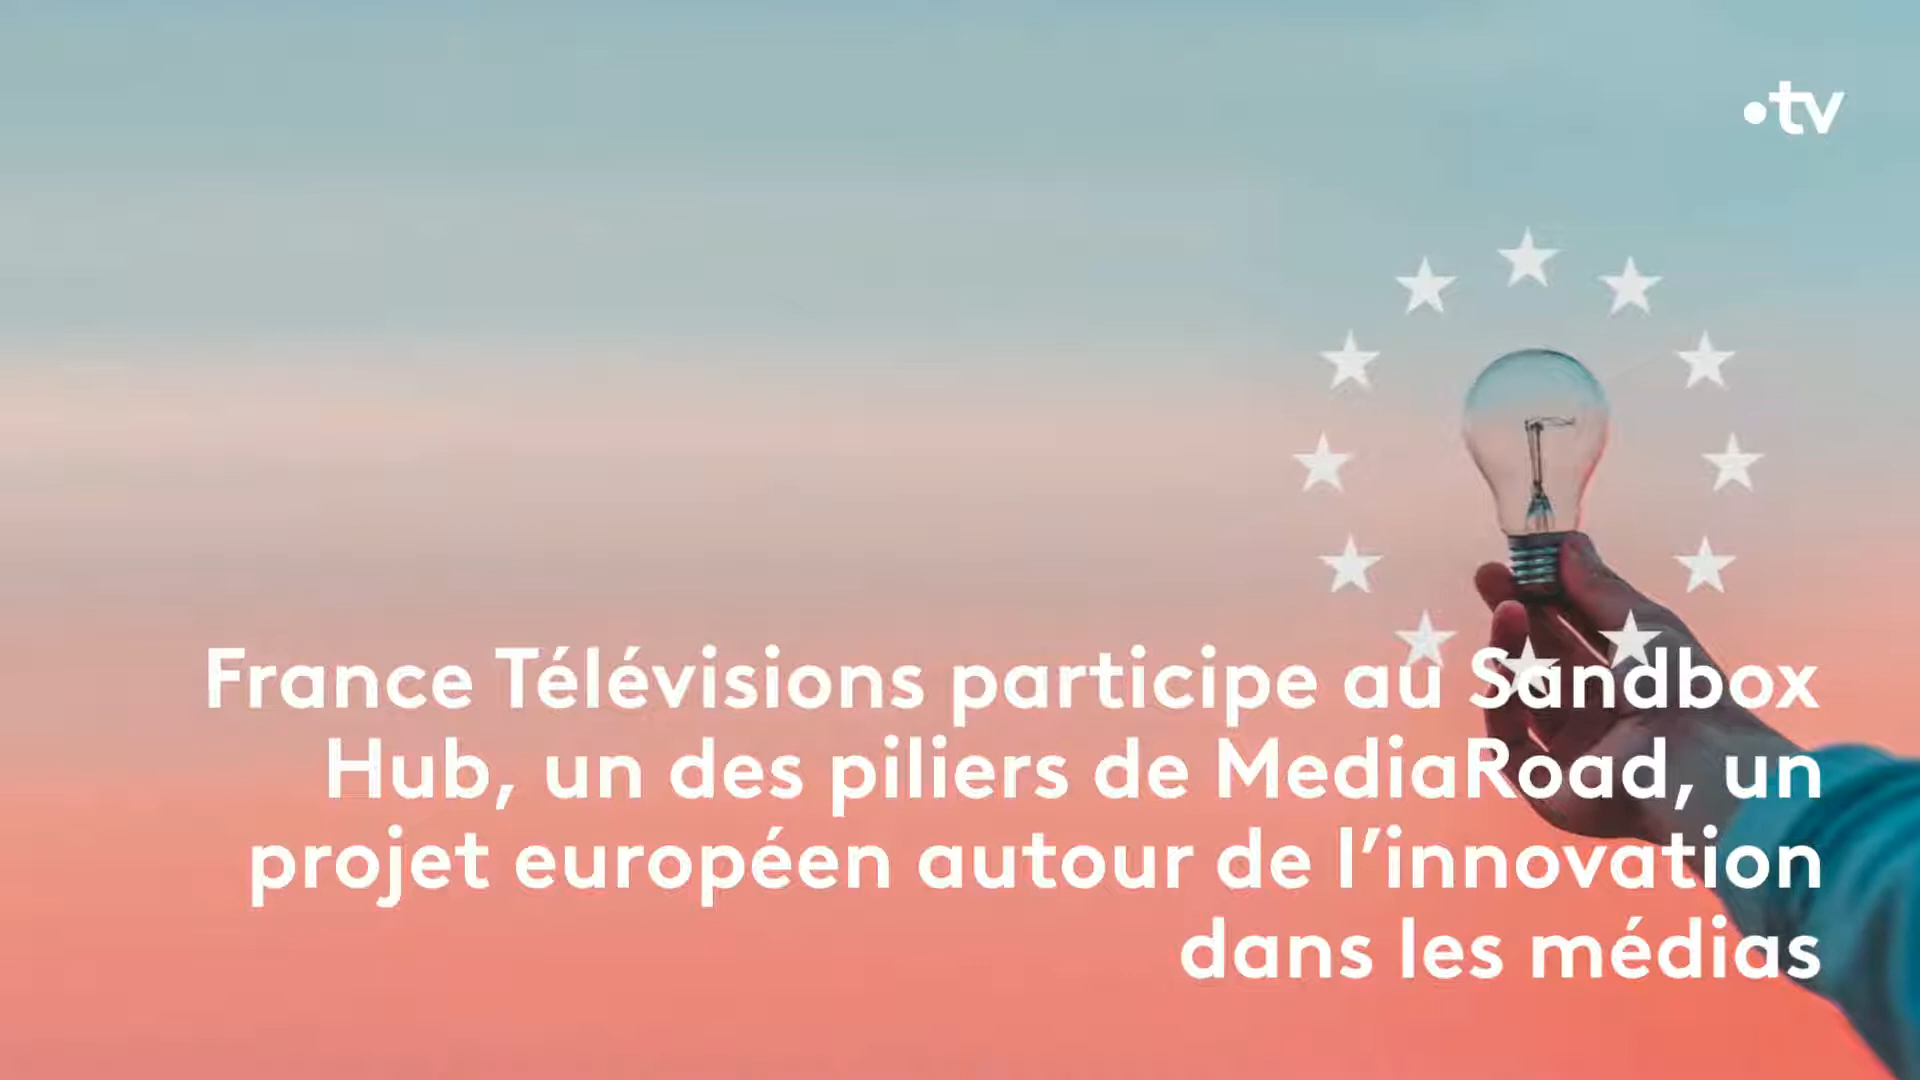 tv
France Télévisions participe au Sandbox
Hub, un des piliers de MediaRoad, un
projet européen autour de l’innovation
dans les médias